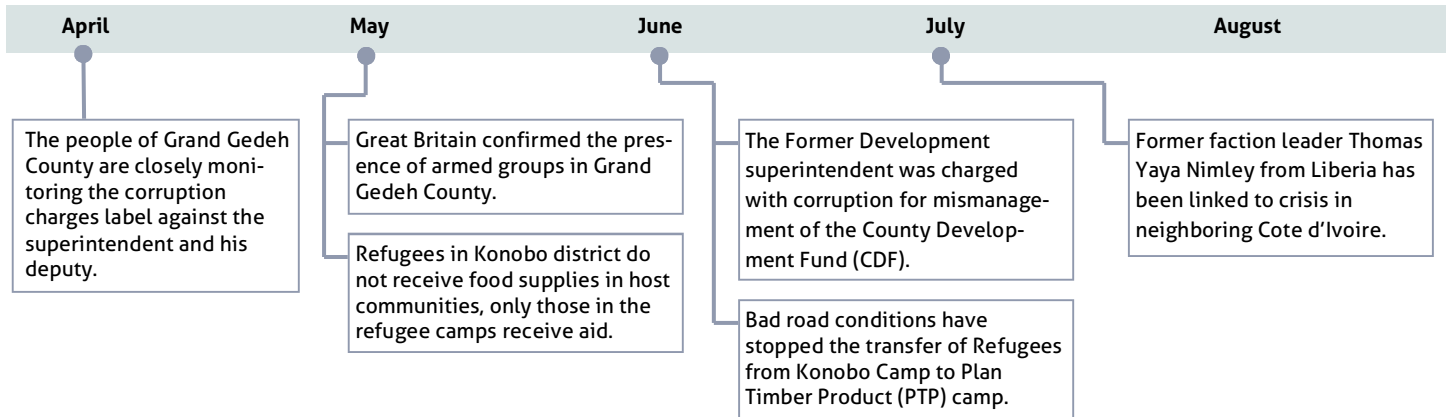 April May June July August
The people of Grand Gedeh
County are closely moni-
toring the corruption
charges label against the
superintendent and his
deputy.
Great Britain confirmed the pres-
ence of armed groups in Grand
Gedeh County.
Refugees in Konobo district do
not receive food supplies in host
communities, only those in the
refugee camps receive aid.
The Former Development
superintendent was charged
with corruption for mismanage-
ment of the County Develop-
ment Fund (CDF).
Bad road conditions have
stopped the transfer of Refugees
from Konobo Camp to Plan
Timber Product (PTP) camp.
Former faction leader Thomas
Yaya Nimley from Liberia has
been linked to crisis in
neighboring Cote d’Ivoire.